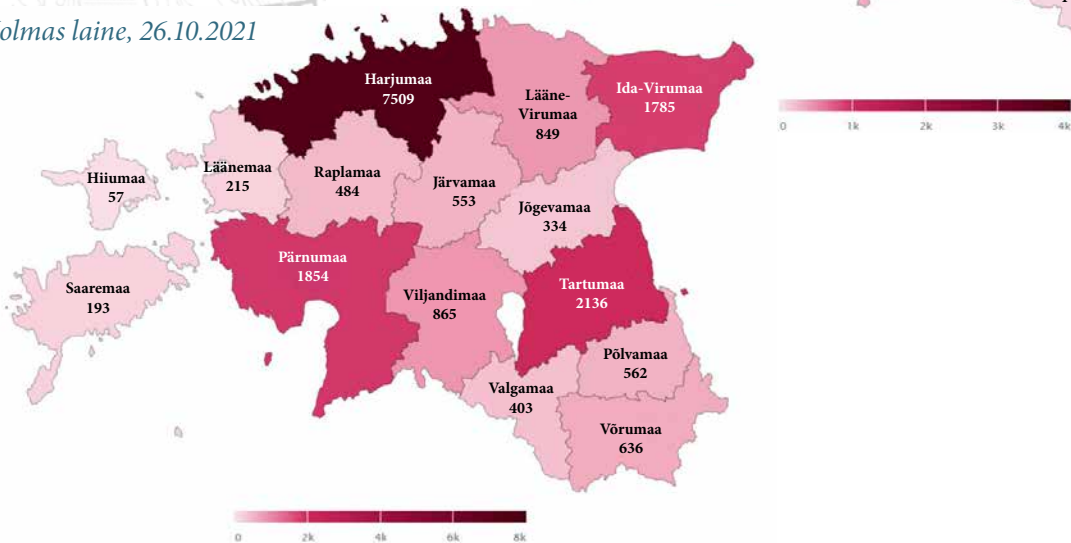 olmas laine, 26.10.2021
Harjumaa
7509
Lääne-
Virumaa
849
Ida-Virumaa
1785
Hiiumaa
57
Läänemaa
215
Raplamaa
484
Järvamaa
553
Jõgevamaa
334
Saaremaa
193
Pärnumaa
1854
Viljandimaa
865
Tartumaa
2136
Põlvamaa
562
Valgamaa
403
Võrumaa
636
0 1k 2k 3k 4k
0 2k 4k 6k 8k